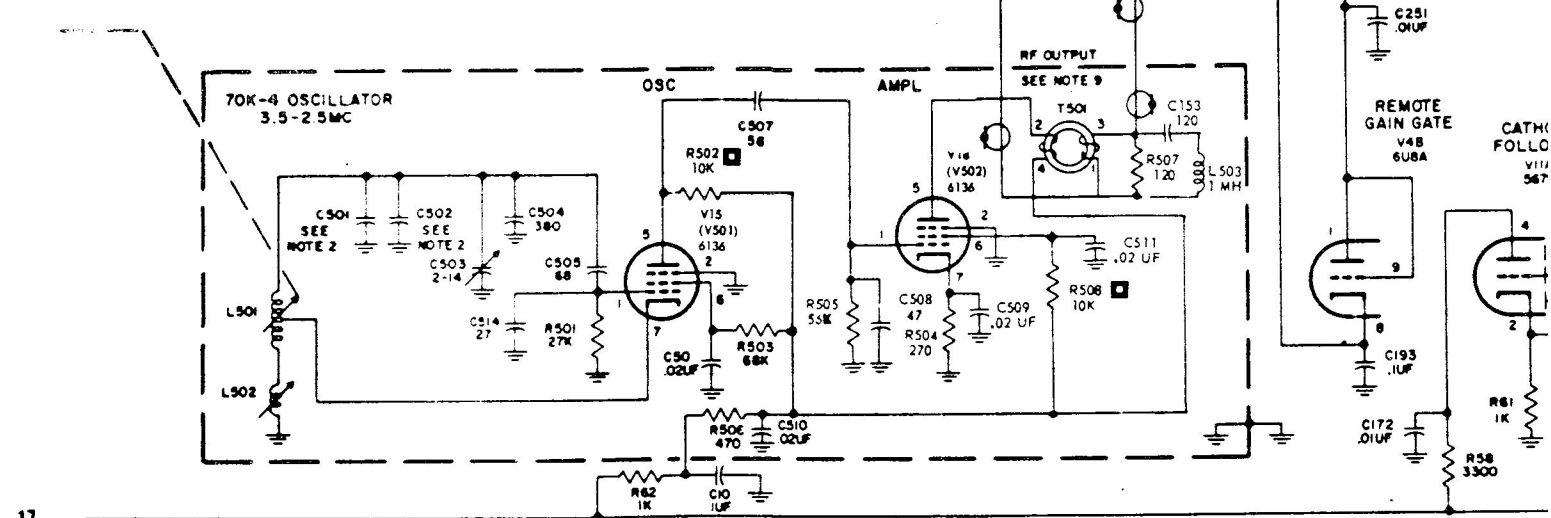 C251
.01UF
RF OUTPUT
SEE NOTE 9
T501
2
3
4
1
C153
120
R507
120
L503
1 MH
REMOTE
GAIN GATE
V4B
6U8A
1
9
8
C193
.1UF
CATH
FOLLO
567
4
2
R61
1K
C172
.01UF
R58
3300
70K-4 OSCILLATOR
3.5-2.5MC
OSC
AMPL
C507
56
R502
10K
V15
(V501)
6136
5
2
6
1
7
(V502)
6136
5
2
6
1
7
C501
SEE
NOTE 2
C502
SEE
NOTE 2
C503
2-14
C504
380
C505
68
C514
27
R501
27K
L501
L502
C50
.02UF
R503
68K
R505
56K
C508
47
R504
270
C509
.02 UF
C511
.02 UF
R508
10K
R506
470
C510
.02UF
R62
1K
C10
.1UF
17